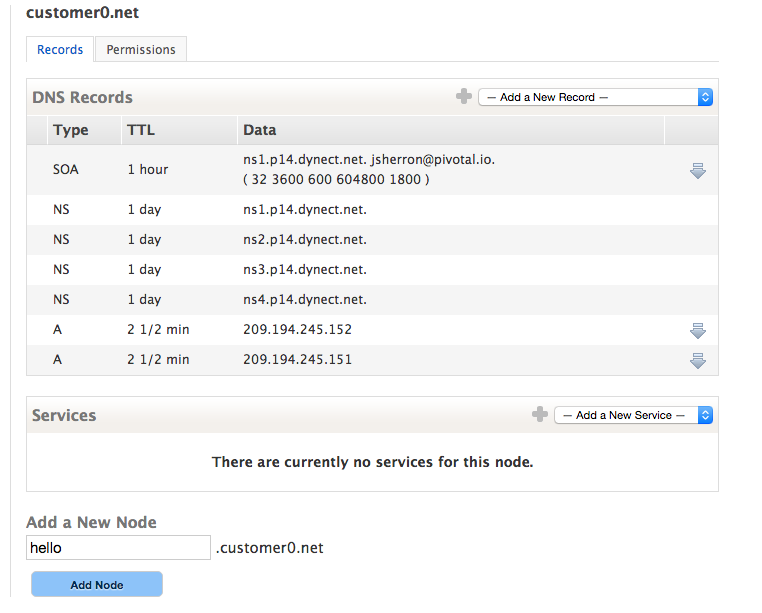 customer0.net
Records Permissions
DNS Records — Add a New Record —
Type TTL Data
SOA 1 hour ns1.p14.dynect.net. jsherron@pivotal.io.
( 32 3600 600 604800 1800 )
NS 1 day ns1.p14.dynect.net.
NS 1 day ns2.p14.dynect.net.
NS 1 day ns3.p14.dynect.net.
NS 1 day ns4.p14.dynect.net.
A 2 1/2 min 209.194.245.152
A 2 1/2 min 209.194.245.151
Services — Add a New Service —
There are currently no services for this node.
Add a New Node
hello .customer0.net
Add Node